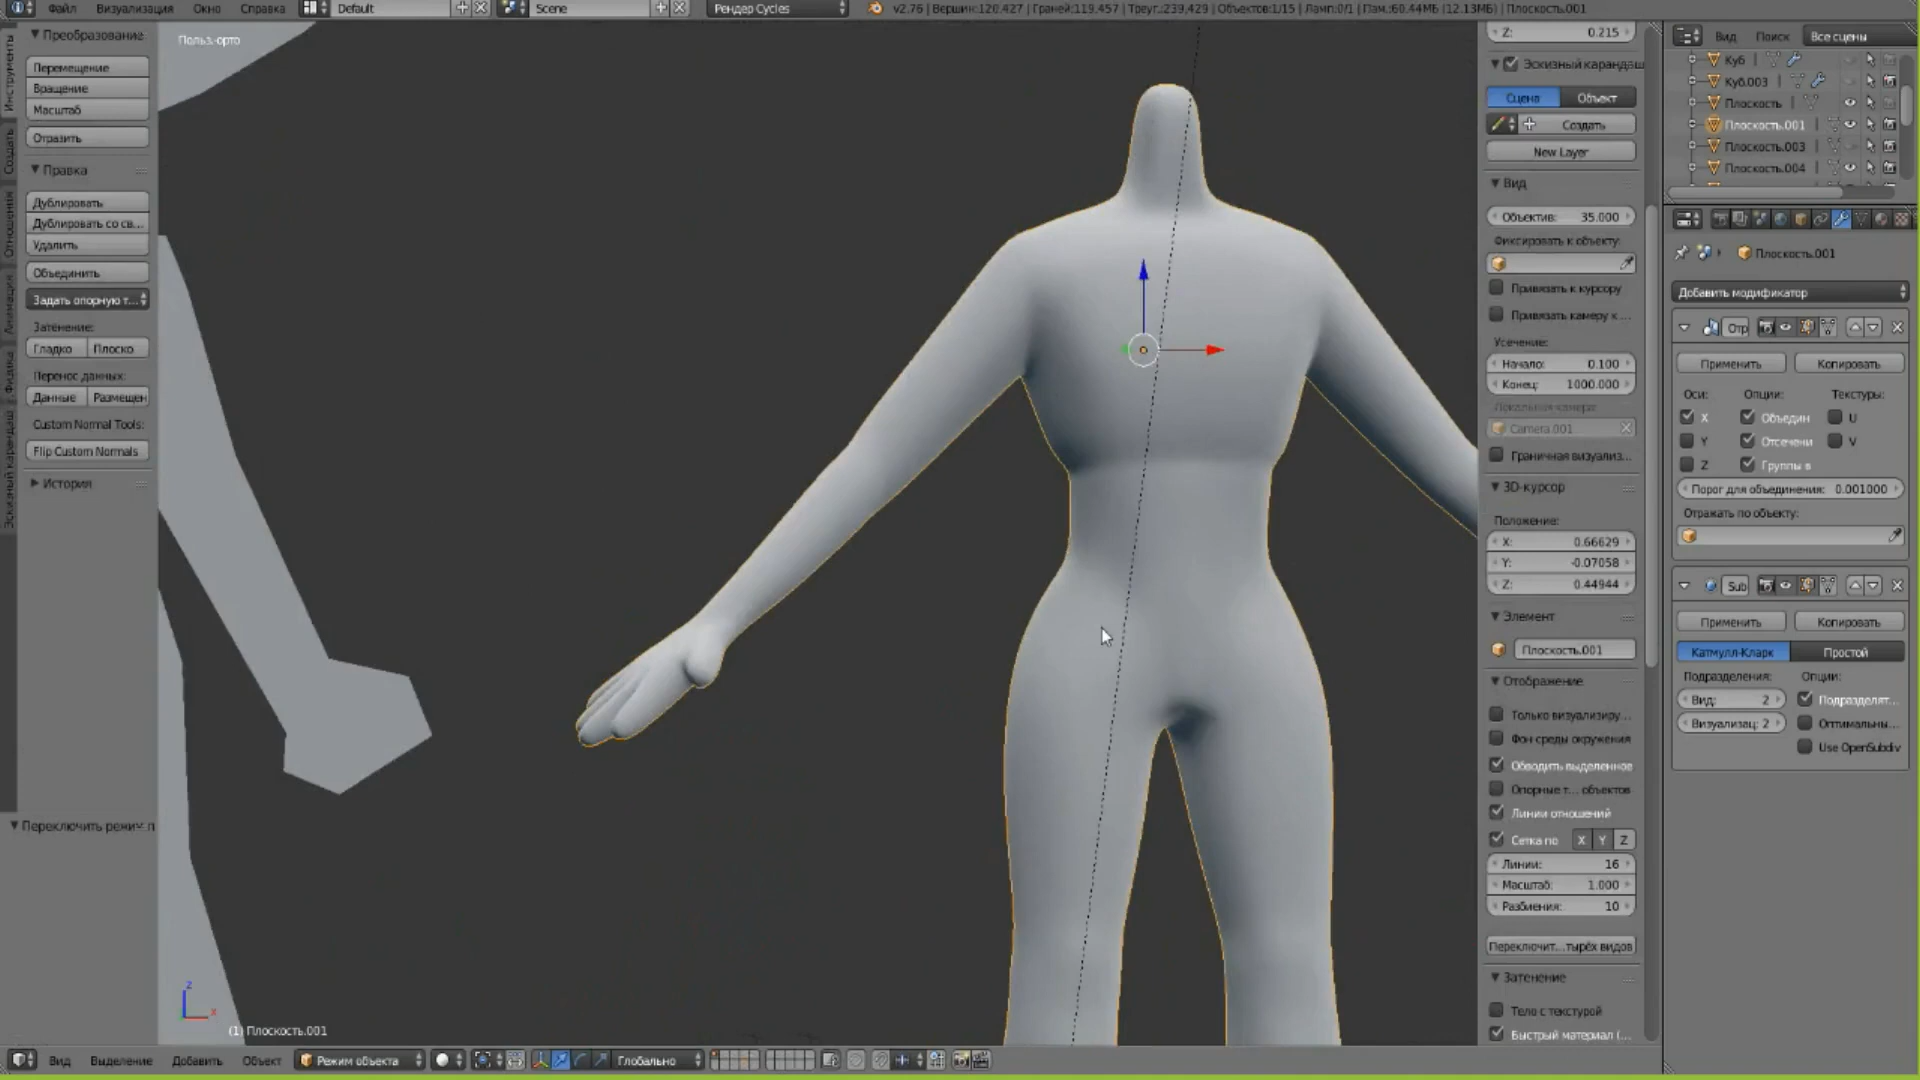 Файл Визуализация Окно Справка Default Scene Рендер Cycles v2.76 | Вершин:120,427 | Граней:119,457 | Треуг.:239,429 | Объектов:1/15 | Ламп:0/1 | Пам.:60.44МБ (12.13МБ) | Плоскость.001
Инструменты
Создать
Отношения
Анимация
Физика
Эскизный карандаш
Преобразование
Перемещение
Вращение
Масштаб
Отразить
Правка
Дублировать
Дублировать со св...
Удалить
Объединить
Задать опорную т...
Затенение:
Гладко Плоско
Перенос данных:
Данные Размещен
Custom Normal Tools:
Flip Custom Normals
История
Переключить режим п
Польз.-орто
(1) Плоскость.001
Z: 0.215
Эскизный каранда
Сцена Объект
Создать
New Layer
Вид
Объектив: 35.000
Фиксировать к объекту:
Привязать к курсору
Привязать камеру к ...
Усечение:
Начало: 0.100
Конец: 1000.000
Локальная камера:
Camera.001
Граничная визуализ...
3D-курсор
Положение:
X: 0.66629
Y: -0.07058
Z: 0.44944
Элемент
Плоскость.001
Отображение
Только визуализиру...
Фон среды окружения
Обводить выделенное
Опорные т... объектов
Линии отношений
Сетка по X Y Z
Линии: 16
Масштаб: 1.000
Разбиения: 10
Переключит...тырёх видов
Затенение
Тело с текстурой
Быстрый материал (...
Вид Поиск Все сцены
Куб
Куб.003
Плоскость
Плоскость.001
Плоскость.003
Плоскость.004
Плоскость.001
Добавить модификатор
Отр
Применить Копировать
Оси: Опции: Текстуры:
X Объедин U
Y Отсечени V
Z Группы в
Порог для объединения: 0.001000
Отражать по объекту:
Sub
Применить Копировать
Катмулл-Кларк Простой
Подразделения: Опции:
Вид: 2 Подразделят...
Визуализац: 2 Оптимальны...
Use OpenSubdiv
z
x
Вид Выделение Добавить Объект Режим объекта Глобально